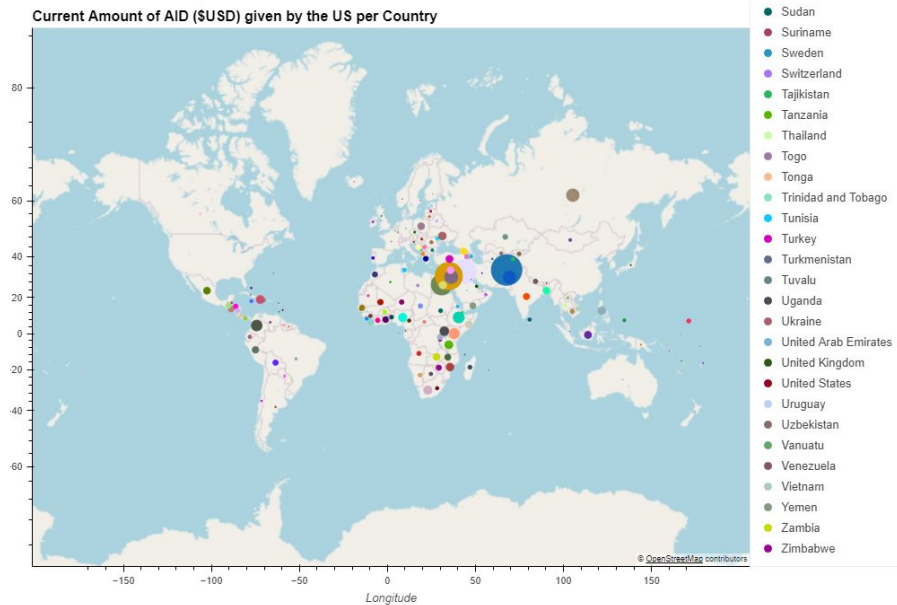 Current Amount of AID ($USD) given by the US per Country
80
60
40
20
0
-20
-40
-60
−150
−100
−50
0
50
100
150
Longitude
© OpenStreetMap contributors
Sudan
Suriname
Sweden
Switzerland
Tajikistan
Tanzania
Thailand
Togo
Tonga
Trinidad and Tobago
Tunisia
Turkey
Turkmenistan
Tuvalu
Uganda
Ukraine
United Arab Emirates
United Kingdom
United States
Uruguay
Uzbekistan
Vanuatu
Venezuela
Vietnam
Yemen
Zambia
Zimbabwe